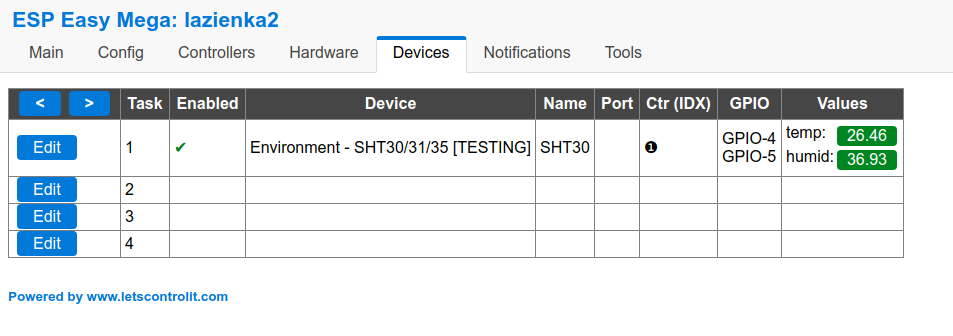 ESP Easy Mega: lazienka2
Main Config Controllers Hardware Devices Notifications Tools
< > Task Enabled Device Name Port Ctr (IDX) GPIO Values
Edit 1 ✔ Environment - SHT30/31/35 [TESTING] SHT30 ❶ GPIO-4 temp: 26.46
GPIO-5 humid: 36.93
Edit 2
Edit 3
Edit 4
Powered by www.letscontrolit.com